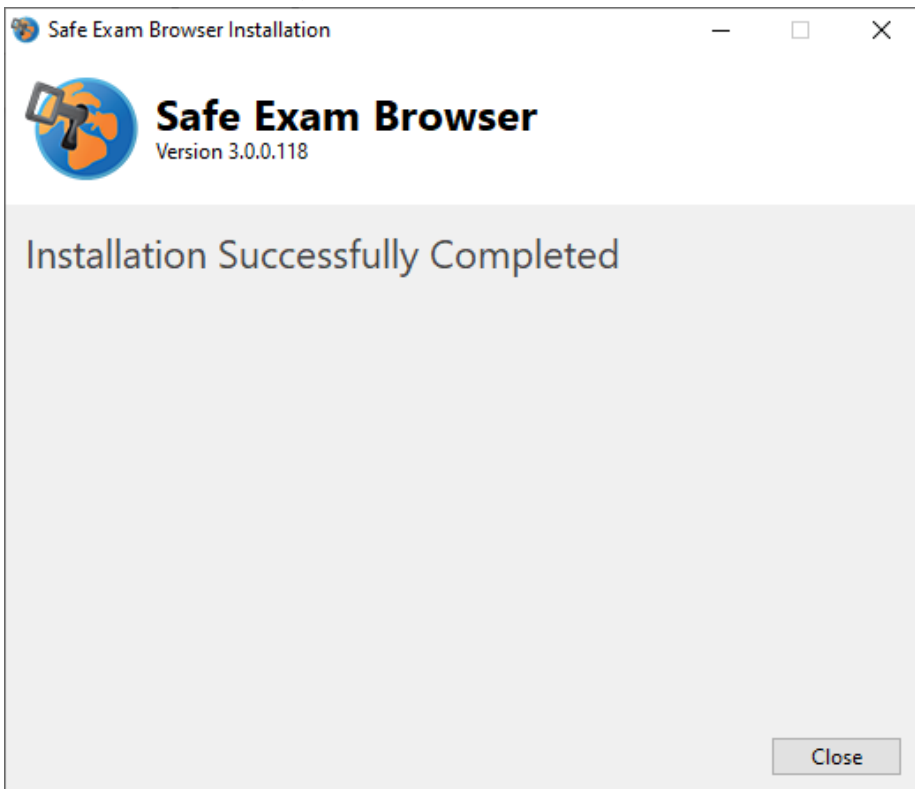 Safe Exam Browser Installation
Safe Exam Browser
Version 3.0.0.118
Installation Successfully Completed
Close